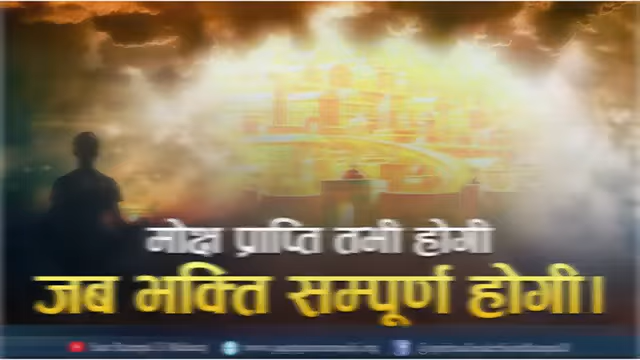 मोक्ष प्राप्ति तभी होगी
जब भक्ति सम्पूर्ण होगी।